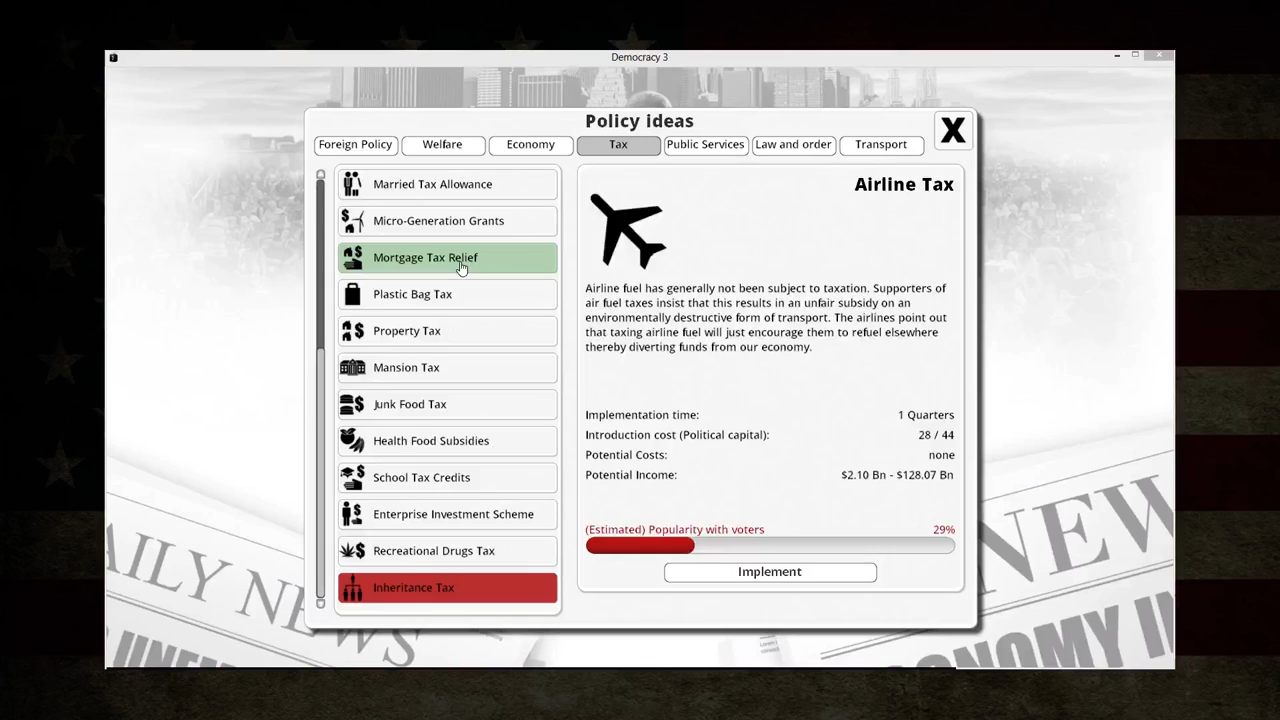 Democracy 3
Policy ideas
X
Foreign Policy
Welfare
Economy
Tax
Public Services
Law and order
Transport
Married Tax Allowance
Micro-Generation Grants
Mortgage Tax Relief
Plastic Bag Tax
Property Tax
Mansion Tax
Junk Food Tax
Health Food Subsidies
School Tax Credits
Enterprise Investment Scheme
Recreational Drugs Tax
Inheritance Tax
Airline Tax
Airline fuel has generally not been subject to taxation. Supporters of
air fuel taxes insist that this results in an unfair subsidy on an
environmentally destructive form of transport. The airlines point out
that taxing airline fuel will just encourage them to refuel elsewhere
thereby diverting funds from our economy.
Implementation time: 1 Quarters
Introduction cost (Political capital): 28 / 44
Potential Costs: none
Potential Income: $2.10 Bn - $128.07 Bn
(Estimated) Popularity with voters 29%
Implement
AILY NEWS
NEW
ONOMY I